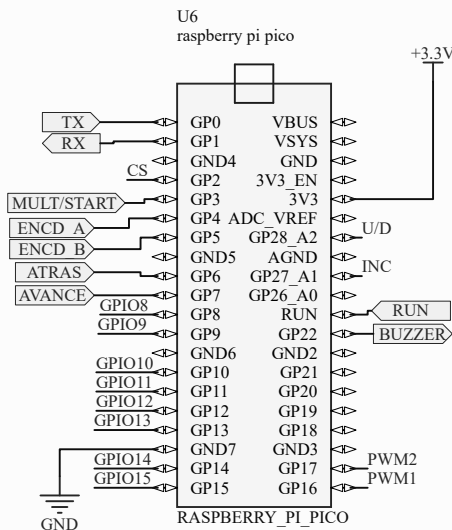 U6
raspberry pi pico
+3.3V
TX GP0 VBUS
RX GP1 VSYS
GND4 GND
CS GP2 3V3_EN
MULT/START GP3 3V3
ENCD_A GP4 ADC_VREF
ENCD_B GP5 GP28_A2 U/D
GND5 AGND
ATRAS GP6 GP27_A1 INC
AVANCE GP7 GP26_A0
GPIO8 GP8 RUN RUN
GPIO9 GP9 GP22 BUZZER
GND6 GND2
GPIO10 GP10 GP21
GPIO11 GP11 GP20
GPIO12 GP12 GP19
GPIO13 GP13 GP18
GND7 GND3
GPIO14 GP14 GP17 PWM2
GPIO15 GP15 GP16 PWM1
GND
RASPBERRY_PI_PICO